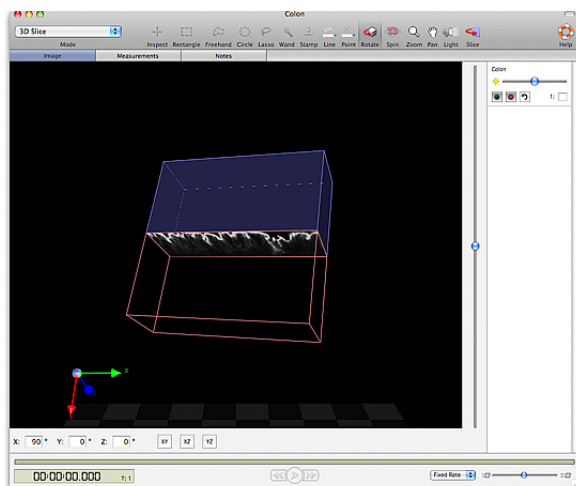 Colon
3D Slice
Mode
Inspect Rectangle Freehand Circle Lasso Wand Stamp Line Point Rotate Spin Zoom Pan Light Slice
Help
Image Measurements Notes
Colon
t:
X
X: 90 ° Y: 0 ° Z: 0 ° XY XZ YZ
00:00:00.000 T: 1
Fixed Rate